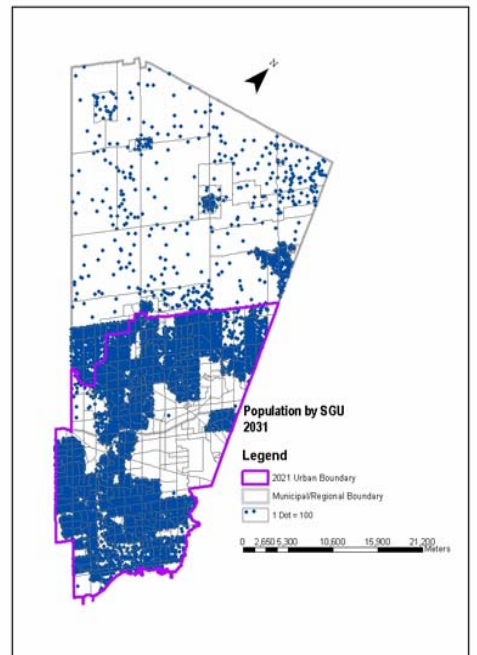 N
Population by SGU
2031
Legend
2021 Urban Boundary
Municipal/Regional Boundary
1 Dot = 100
0 2,650 5,300 10,600 15,900 21,200
Meters